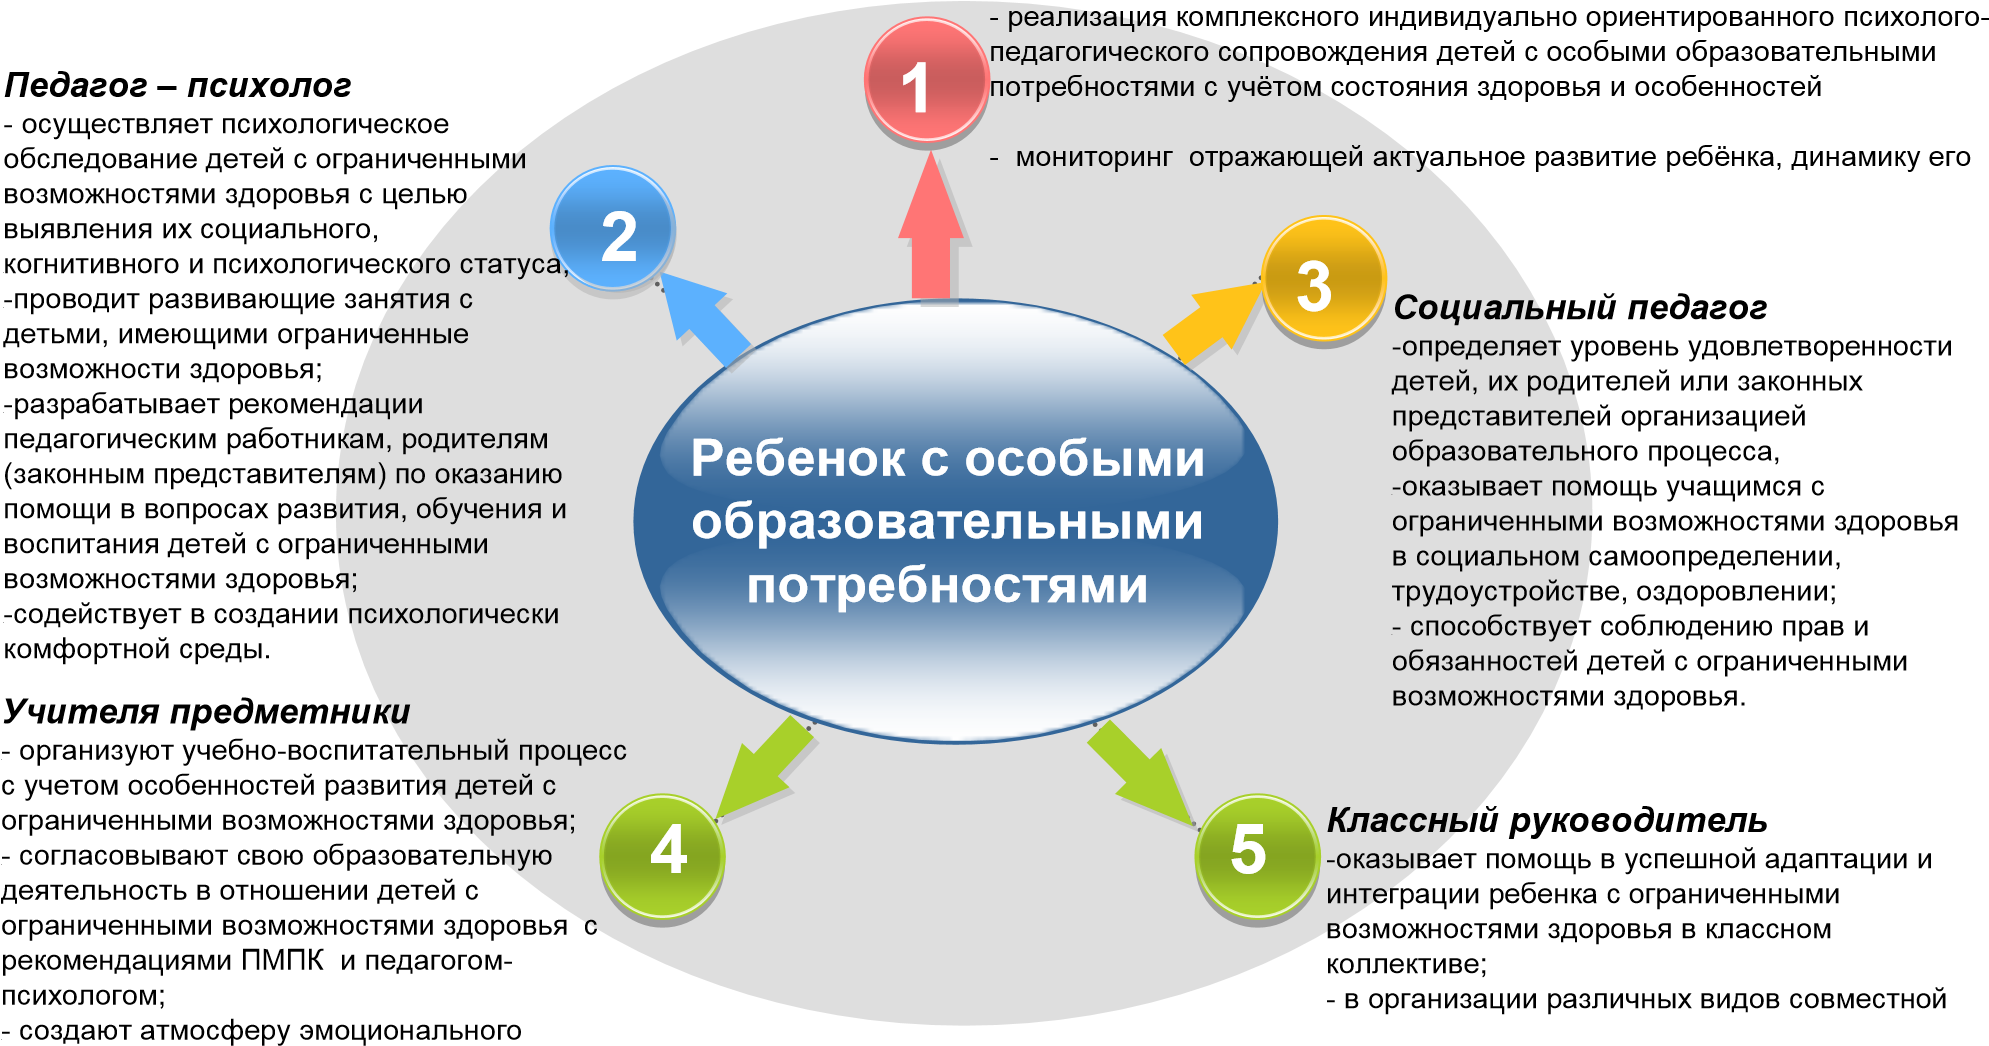 - реализация комплексного индивидуально ориентированного психолого-
педагогического сопровождения детей с особыми образовательными
потребностями с учётом состояния здоровья и особенностей
- мониторинг отражающей актуальное развитие ребёнка, динамику его
1
Педагог – психолог
- осуществляет психологическое
обследование детей с ограниченными
возможностями здоровья с целью
выявления их социального,
когнитивного и психологического статуса;
-проводит развивающие занятия с
детьми, имеющими ограниченные
возможности здоровья;
-разрабатывает рекомендации
педагогическим работникам, родителям
(законным представителям) по оказанию
помощи в вопросах развития, обучения и
воспитания детей с ограниченными
возможностями здоровья;
-содействует в создании психологически
комфортной среды.
2
3
Социальный педагог
-определяет уровень удовлетворенности
детей, их родителей или законных
представителей организацией
образовательного процесса,
-оказывает помощь учащимся с
ограниченными возможностями здоровья
в социальном самоопределении,
трудоустройстве, оздоровлении;
- способствует соблюдению прав и
обязанностей детей с ограниченными
возможностями здоровья.
Ребенок с особыми
образовательными
потребностями
Учителя предметники
- организуют учебно-воспитательный процесс
с учетом особенностей развития детей с
ограниченными возможностями здоровья;
- согласовывают свою образовательную
деятельность в отношении детей с
ограниченными возможностями здоровья с
рекомендациями ПМПК и педагогом-
психологом;
- создают атмосферу эмоционального
4
5
Классный руководитель
-оказывает помощь в успешной адаптации и
интеграции ребенка с ограниченными
возможностями здоровья в классном
коллективе;
- в организации различных видов совместной